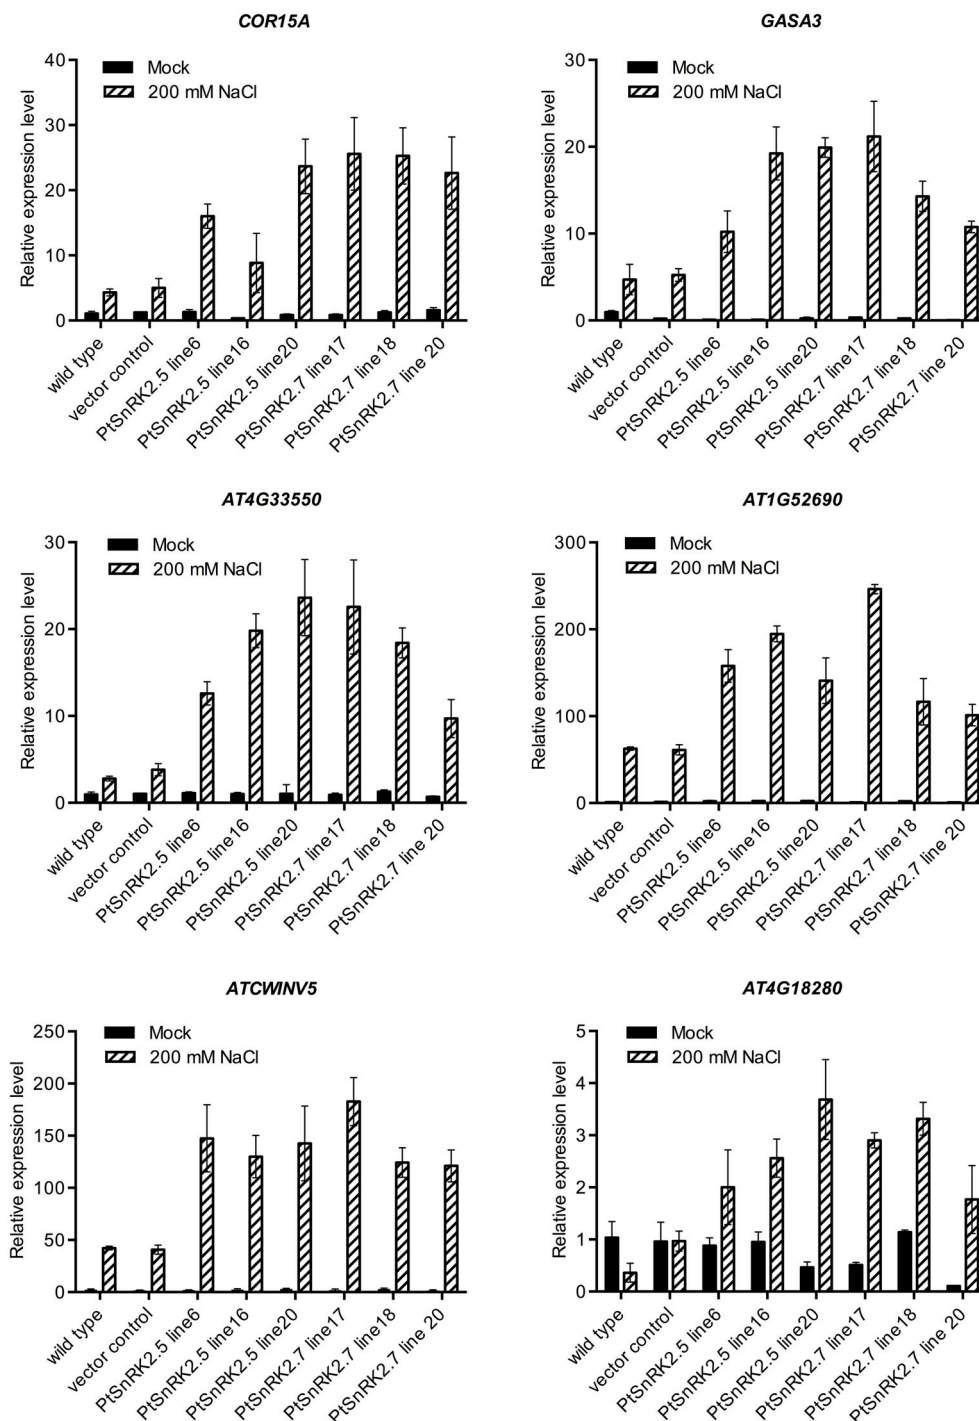 COR15A
40
30
20
10
0
Relative expression level
Mock
200 mM NaCl
wild type
vector control
PtSnRK2.5 line6
PtSnRK2.5 line16
PtSnRK2.5 line20
PtSnRK2.7 line17
PtSnRK2.7 line18
PtSnRK2.7 line 20
GASA3
30
20
10
0
Relative expression level
Mock
200 mM NaCl
wild type
vector control
PtSnRK2.5 line6
PtSnRK2.5 line16
PtSnRK2.5 line20
PtSnRK2.7 line17
PtSnRK2.7 line18
PtSnRK2.7 line 20
AT4G33550
30
20
10
0
Relative expression level
Mock
200 mM NaCl
wild type
vector control
PtSnRK2.5 line6
PtSnRK2.5 line16
PtSnRK2.5 line20
PtSnRK2.7 line17
PtSnRK2.7 line18
PtSnRK2.7 line 20
AT1G52690
300
200
100
0
Relative expression level
Mock
200 mM NaCl
wild type
vector control
PtSnRK2.5 line6
PtSnRK2.5 line16
PtSnRK2.5 line20
PtSnRK2.7 line17
PtSnRK2.7 line18
PtSnRK2.7 line 20
ATCWINV5
250
200
150
100
50
0
Relative expression level
Mock
200 mM NaCl
wild type
vector control
PtSnRK2.5 line6
PtSnRK2.5 line16
PtSnRK2.5 line20
PtSnRK2.7 line17
PtSnRK2.7 line18
PtSnRK2.7 line 20
AT4G18280
5
4
3
2
1
0
Relative expression level
Mock
200 mM NaCl
wild type
vector control
PtSnRK2.5 line6
PtSnRK2.5 line16
PtSnRK2.5 line20
PtSnRK2.7 line17
PtSnRK2.7 line18
PtSnRK2.7 line 20